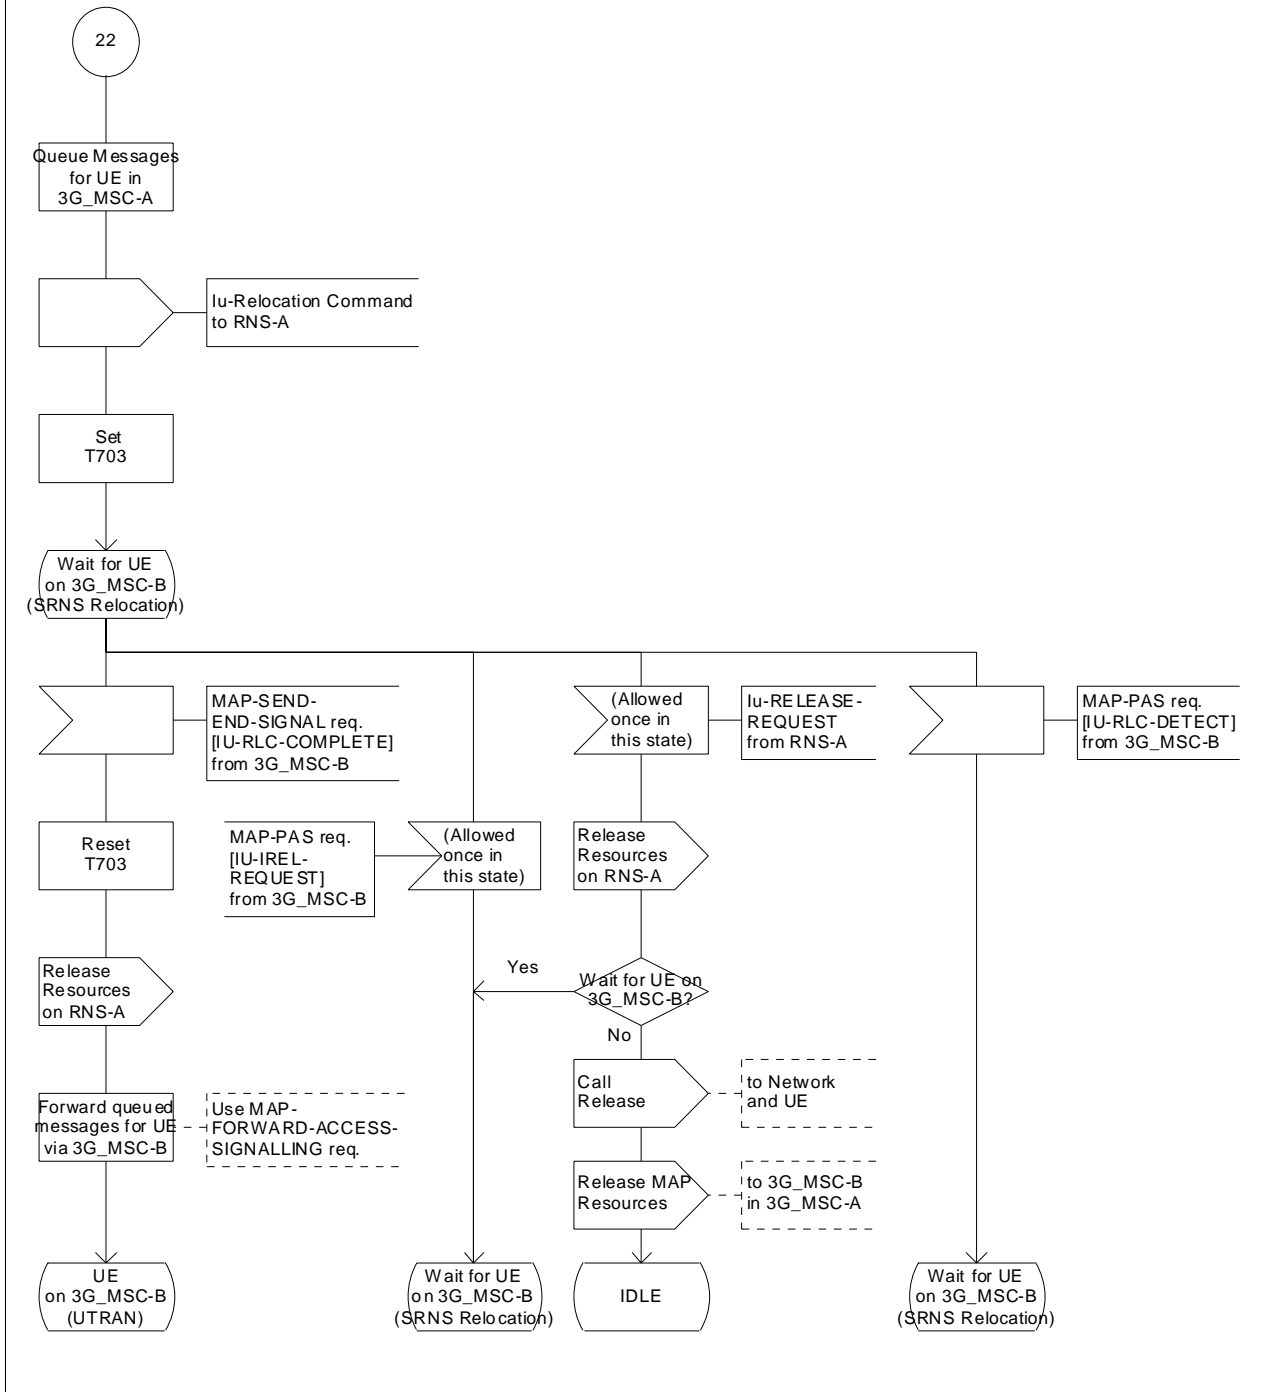 22
Queue Messages
for UE in
3G_MSC-A
Iu-Relocation Command
to RNS-A
Set
T703
Wait for UE
on 3G_MSC-B
(SRNS Relocation)
MAP-SEND-
END-SIGNAL req.
[IU-RLC-COMPLETE]
from 3G_MSC-B
(Allowed
once in
this state)
Iu-RELEASE-
REQUEST
from RNS-A
MAP-PAS req.
[IU-RLC-DETECT]
from 3G_MSC-B
Reset
T703
MAP-PAS req.
[IU-IREL-
REQUEST]
from 3G_MSC-B
(Allowed
once in
this state)
Release
Resources
on RNS-A
Release
Resources
on RNS-A
Yes
Wait for UE on
3G_MSC-B?
No
Forward queued
messages for UE
via 3G_MSC-B
Use MAP-
FORWARD-ACCESS-
SIGNALLING req.
Call
Release
to Network
and UE
Release MAP
Resources
to 3G_MSC-B
in 3G_MSC-A
UE
on 3G_MSC-B
(UTRAN)
Wait for UE
on 3G_MSC-B
(SRNS Relocation)
IDLE
Wait for UE
on 3G_MSC-B
(SRNS Relocation)